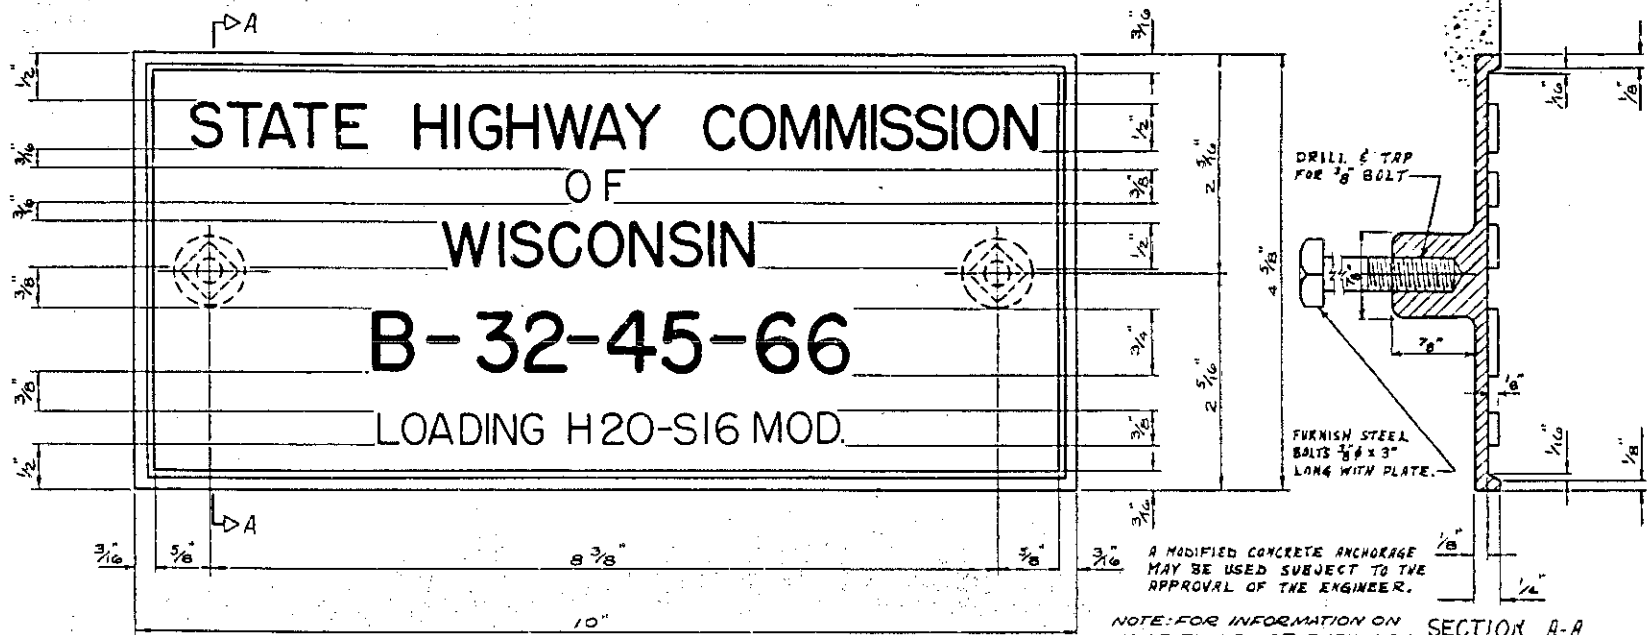 A
STATE HIGHWAY COMMISSION
OF
WISCONSIN
B-32-45-66
LOADING H20-S16 MOD.
A
1/2"
3/16"
3/16"
3/8"
3/8"
1/2"
3/16"
1/2"
3/8"
1/2"
3/4"
3/8"
3/16"
2 5/16"
2 5/16"
4 5/8"
3/16"
5/8"
8 3/8"
5/8"
3/16"
10"
DRILL & TAP
FOR 3/8" BOLT
7/8"
7/8"
FURNISH STEEL
BOLTS 3/8"φ x 3"
LONG WITH PLATE.
1/16"
1/8"
1/8"
1/16"
1/8"
1/8"
1/4"
A MODIFIED CONCRETE ANCHORAGE
MAY BE USED SUBJECT TO THE
APPROVAL OF THE ENGINEER.
NOTE: FOR INFORMATION ON
SECTION A-A